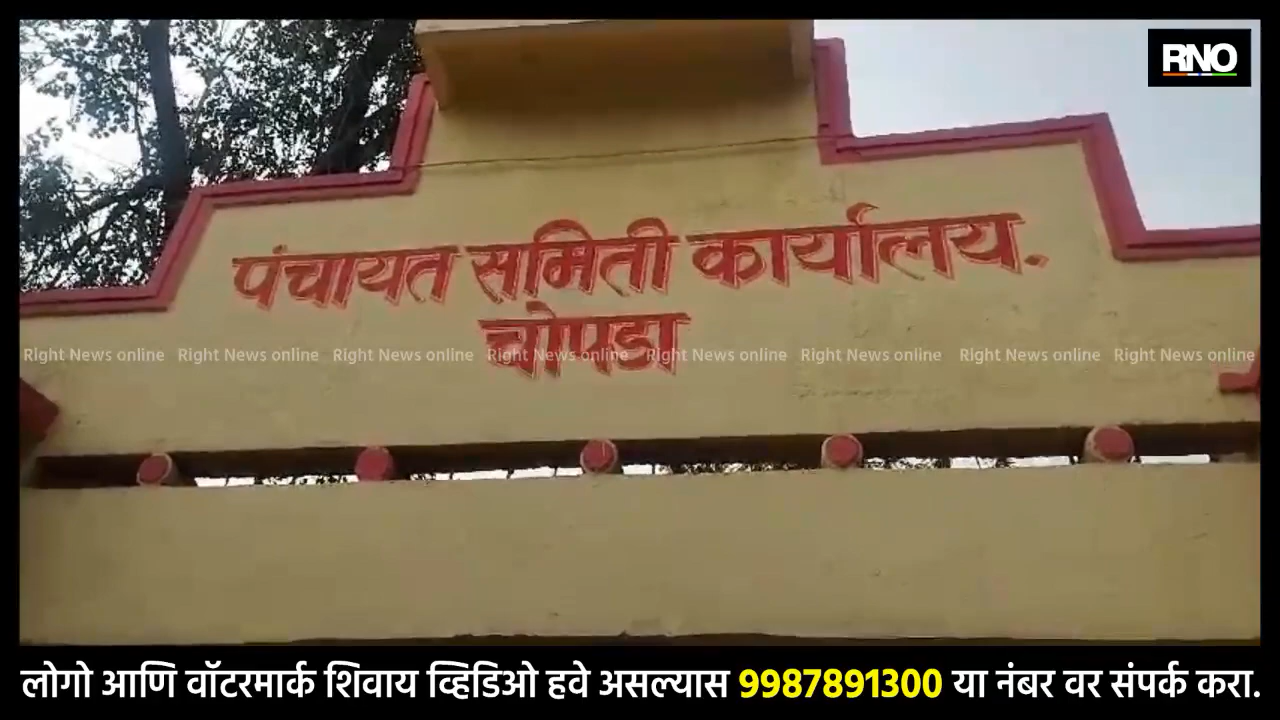 RNO
पंचायत समिती कार्यालय.
चोपडा
Right News online Right News online Right News online Right News online Right News online Right News online Right News online Right News online
लोगो आणि वॉटरमार्क शिवाय व्हिडिओ हवे असल्यास 9987891300 या नंबर वर संपर्क करा.